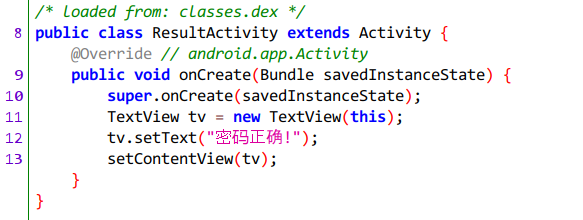 /* loaded from: classes.dex */
8 public class ResultActivity extends Activity {
@Override // android.app.Activity
9 public void onCreate(Bundle savedInstanceState) {
10 super.onCreate(savedInstanceState);
11 TextView tv = new TextView(this);
12 tv.setText("密码正确!");
13 setContentView(tv);
}
}